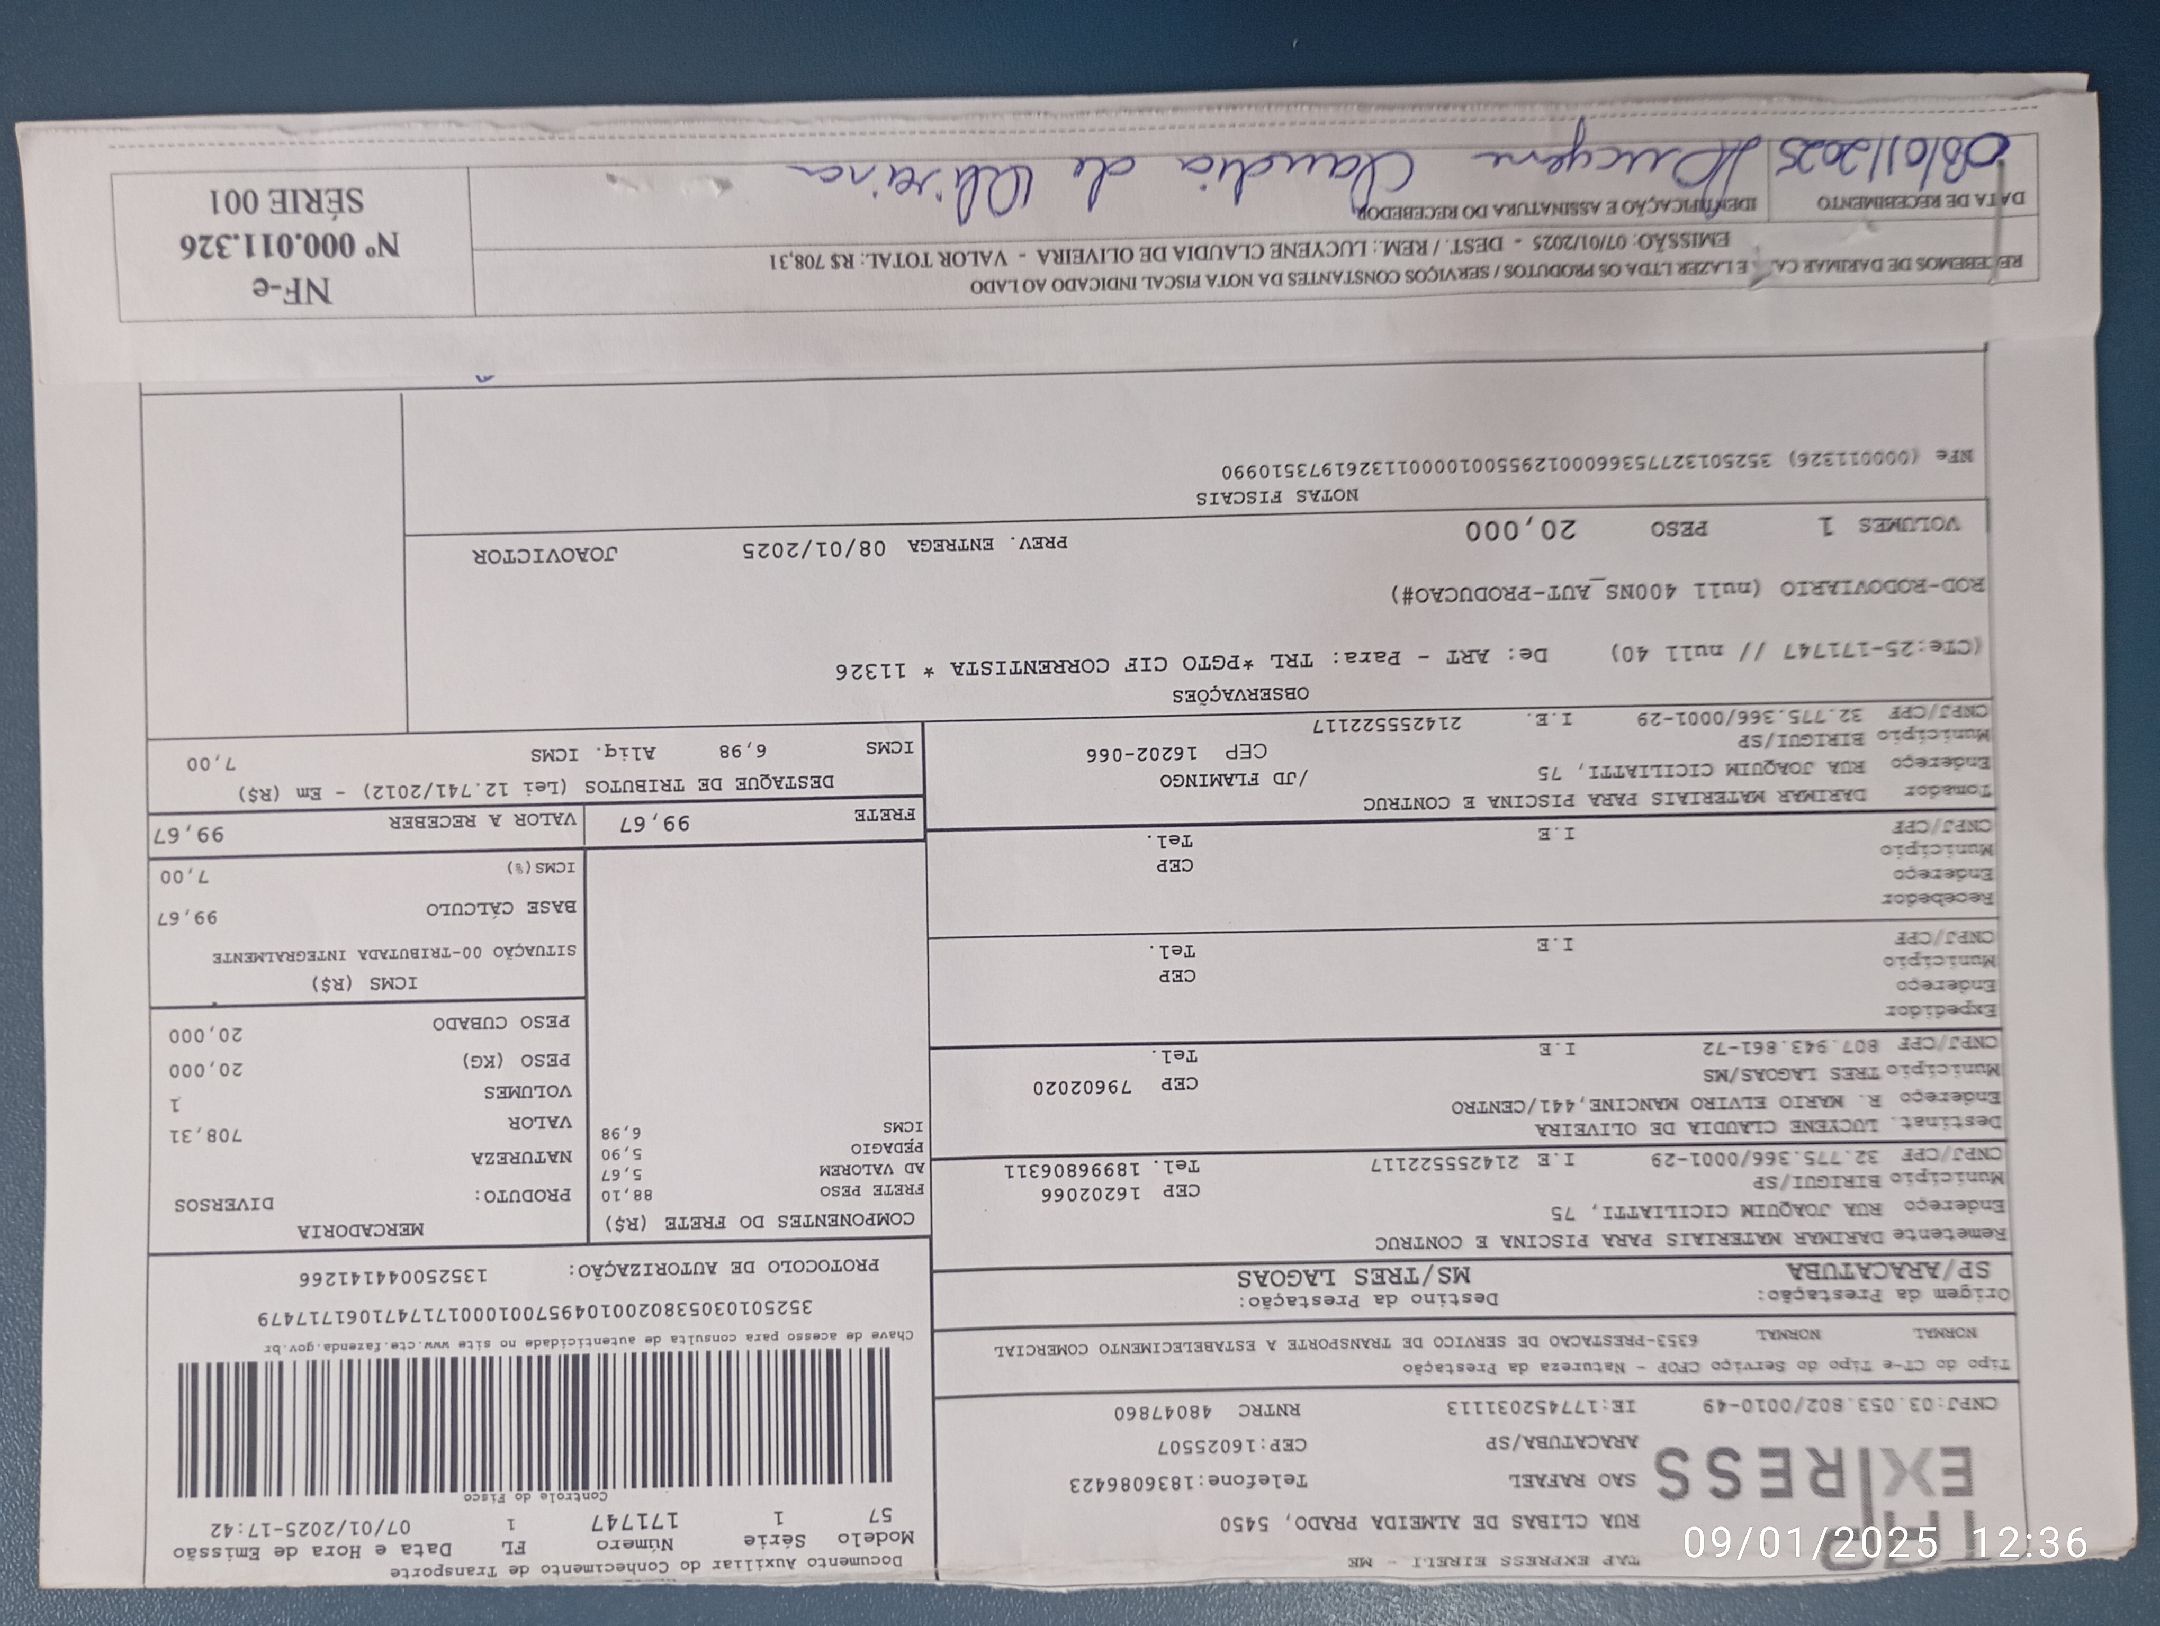 TAP EXPRESS EIRELI - ME
RUA CLIBAS DE ALMEIDA PRADO, 5450
SAO RAFAEL Telefone:1836086423
ARACATUBA/SP CEP:16025507
CNPJ:03.053.802/0010-49 IE:177452031113 RNTRC 48047860
TAP
EXPRESS
Documento Auxiliar do Conhecimento de Transporte
Modelo Série Número FL Data e Hora de Emissão
57 1 171747 1 07/01/2025-17:42
Controle do Fisco
Chave de acesso para consulta de autenticidade no site www.cte.fazenda.gov.br
35250103053802001049570010001717471061717479
PROTOCOLO DE AUTORIZAÇÃO: 135250044141266
Tipo do CT-e Tipo do Serviço CFOP - Natureza da Prestação
NORMAL NORMAL 6353-PRESTACAO DE SERVICO DE TRANSPORTE A ESTABELECIMENTO COMERCIAL
Origem da Prestação: Destino da Prestação:
SP/ARACATUBA MS/TRES LAGOAS
Remetente DARIMAR MATERIAIS PARA PISCINA E CONTRUC
Endereço RUA JOAQUIM CICILIATTI, 75
Município BIRIGUI/SP CEP 16202066
CNPJ/CPF 32.775.366/0001-29 I.E 214255522117 Tel. 18996806311
Destinat. LUCYENE CLAUDIA DE OLIVEIRA
Endereço R. MARIO ELVIRO MANCINE,441/CENTRO
Município TRES LAGOAS/MS CEP 79602020
CNPJ/CPF 807.943.861-72 I.E Tel.
Expedidor
Endereço
Município CEP
CNPJ/CPF I.E Tel.
Recebedor
Endereço
Município CEP
CNPJ/CPF I.E Tel.
Tomador DARIMAR MATERIAIS PARA PISCINA E CONTRUC
Endereço RUA JOAQUIM CICILIATTI, 75 /JD FLAMINGO
Município BIRIGUI/SP CEP 16202-066
CNPJ/CPF 32.775.366/0001-29 I.E. 214255522117
COMPONENTES DO FRETE (R$)
FRETE PESO 88,10
AD VALOREM 5,67
PEDAGIO 5,90
ICMS 6,98
MERCADORIA
PRODUTO: DIVERSOS
NATUREZA
VALOR 708,31
VOLUMES 1
PESO (KG) 20,000
PESO CUBADO 20,000
ICMS (R$)
SITUAÇÃO 00-TRIBUTADA INTEGRALMENTE
BASE CÁLCULO 99,67
ICMS(%) 7,00
FRETE 99,67 VALOR A RECEBER 99,67
DESTAQUE DE TRIBUTOS (Lei 12.741/2012) - Em (R$)
ICMS 6,98 Aliq. ICMS 7,00
OBSERVAÇÕES
(CTe:25-171747 // null 40) De: ART - Para: TRL *PGTO CIF CORRENTISTA * 11326
ROD-RODOVIARIO (null 400NS_AUT-PRODUCAO#)
VOLUMES 1 PESO 20,000 PREV. ENTREGA 08/01/2025 JOAOVICTOR
NOTAS FISCAIS
NFe (000011326) 35250132775366000129550010000113261973510990
RECEBEMOS DE DARIMAR E LAZER LTDA OS PRODUTOS / SERVIÇOS CONSTANTES DA NOTA FISCAL INDICADO AO LADO
EMISSÃO: 07/01/2025 - DEST. / REM.: LUCYENE CLAUDIA DE OLIVEIRA - VALOR TOTAL: R$ 708,31
DATA DE RECEBIMENTO IDENTIFICAÇÃO E ASSINATURA DO RECEBEDOR
08/01/2025 Lucyene Claudia de Oliveira
NF-e
Nº 000.011.326
SÉRIE 001
09/01/2025 12:36